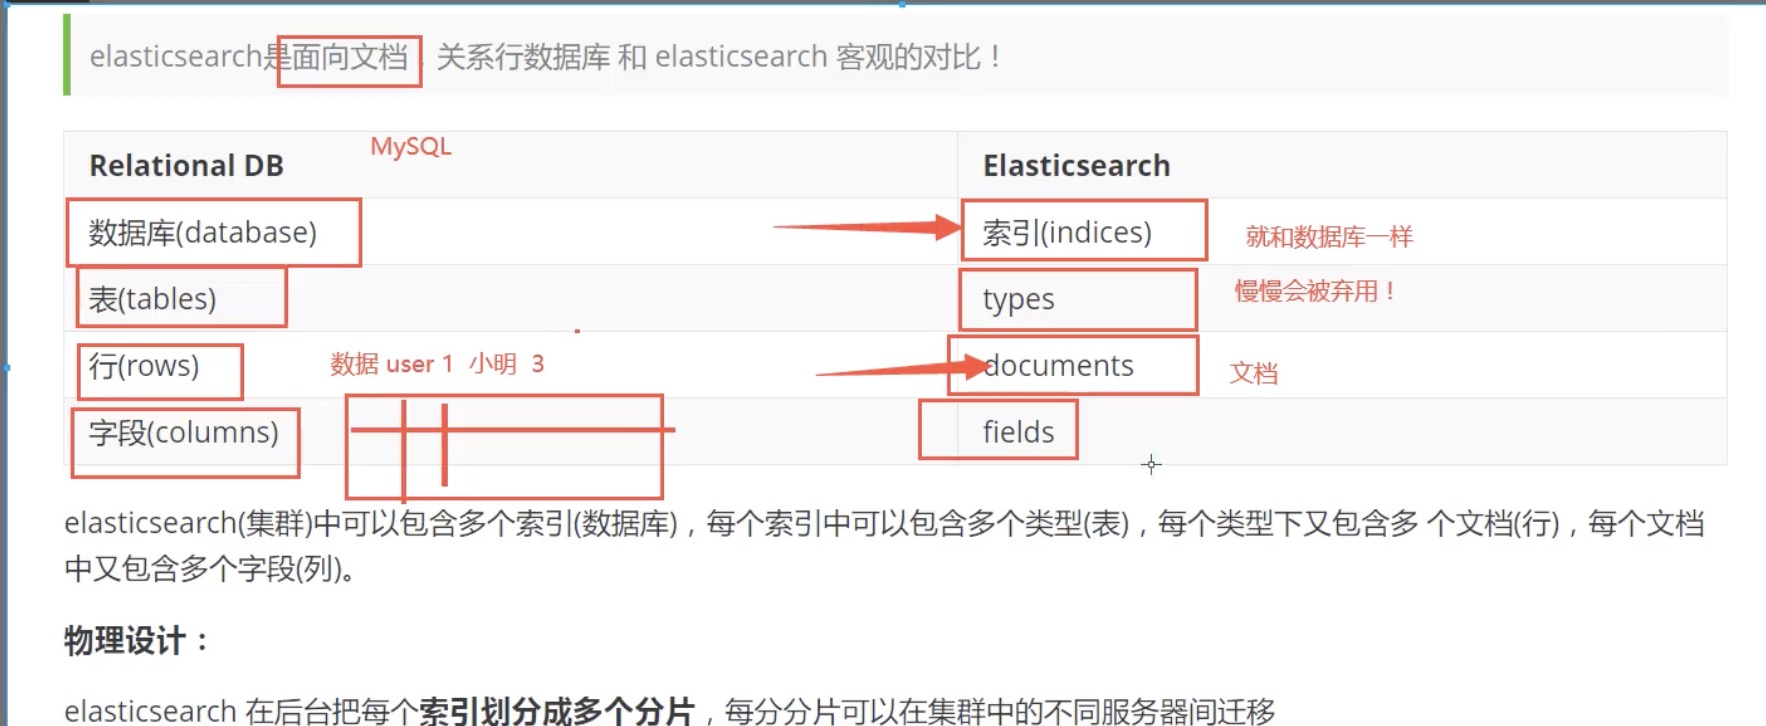 elasticsearch是面向文档，关系行数据库 和 elasticsearch 客观的对比！
MySQL
Relational DB Elasticsearch
数据库(database) 索引(indices) 就和数据库一样
表(tables) types 慢慢会被弃用！
行(rows) 数据 user 1 小明 3 documents 文档
字段(columns) fields
elasticsearch(集群)中可以包含多个索引(数据库)，每个索引中可以包含多个类型(表)，每个类型下又包含多 个文档(行)，每个文档
中又包含多个字段(列)。
物理设计：
elasticsearch 在后台把每个索引划分成多个分片，每分分片可以在集群中的不同服务器间迁移